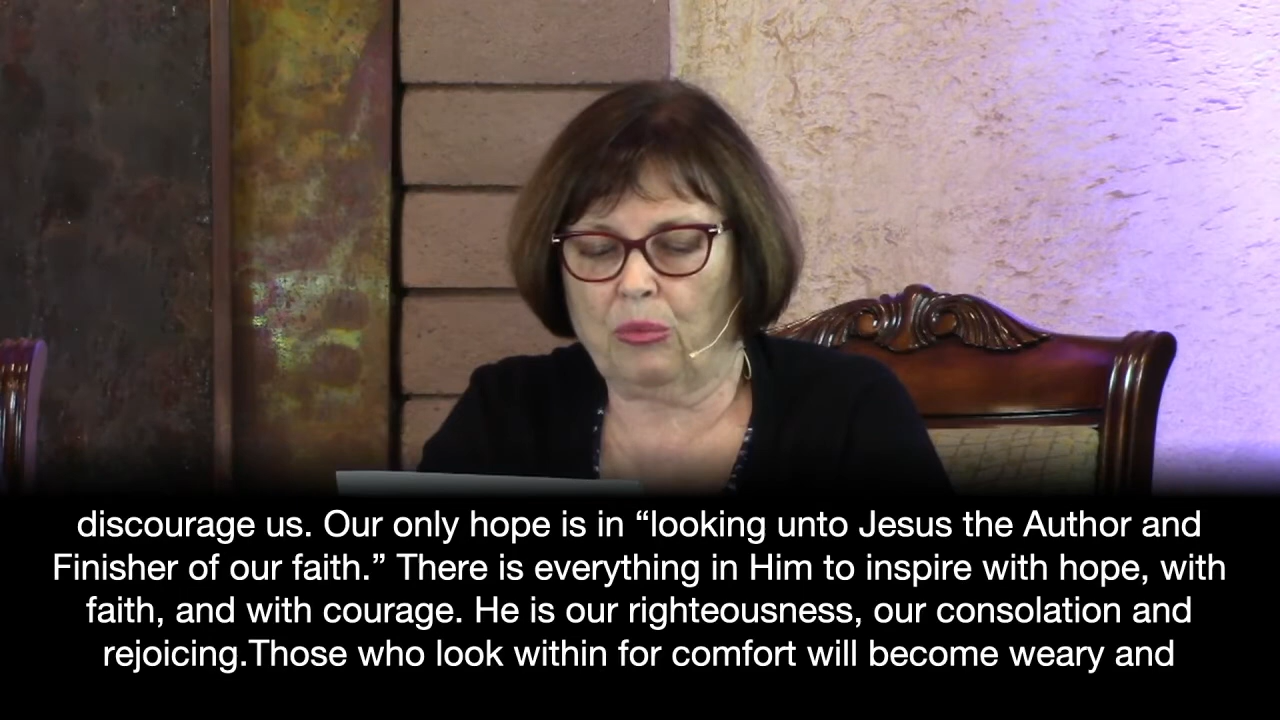 discourage us. Our only hope is in “looking unto Jesus the Author and
Finisher of our faith.” There is everything in Him to inspire with hope, with
faith, and with courage. He is our righteousness, our consolation and
rejoicing.Those who look within for comfort will become weary and